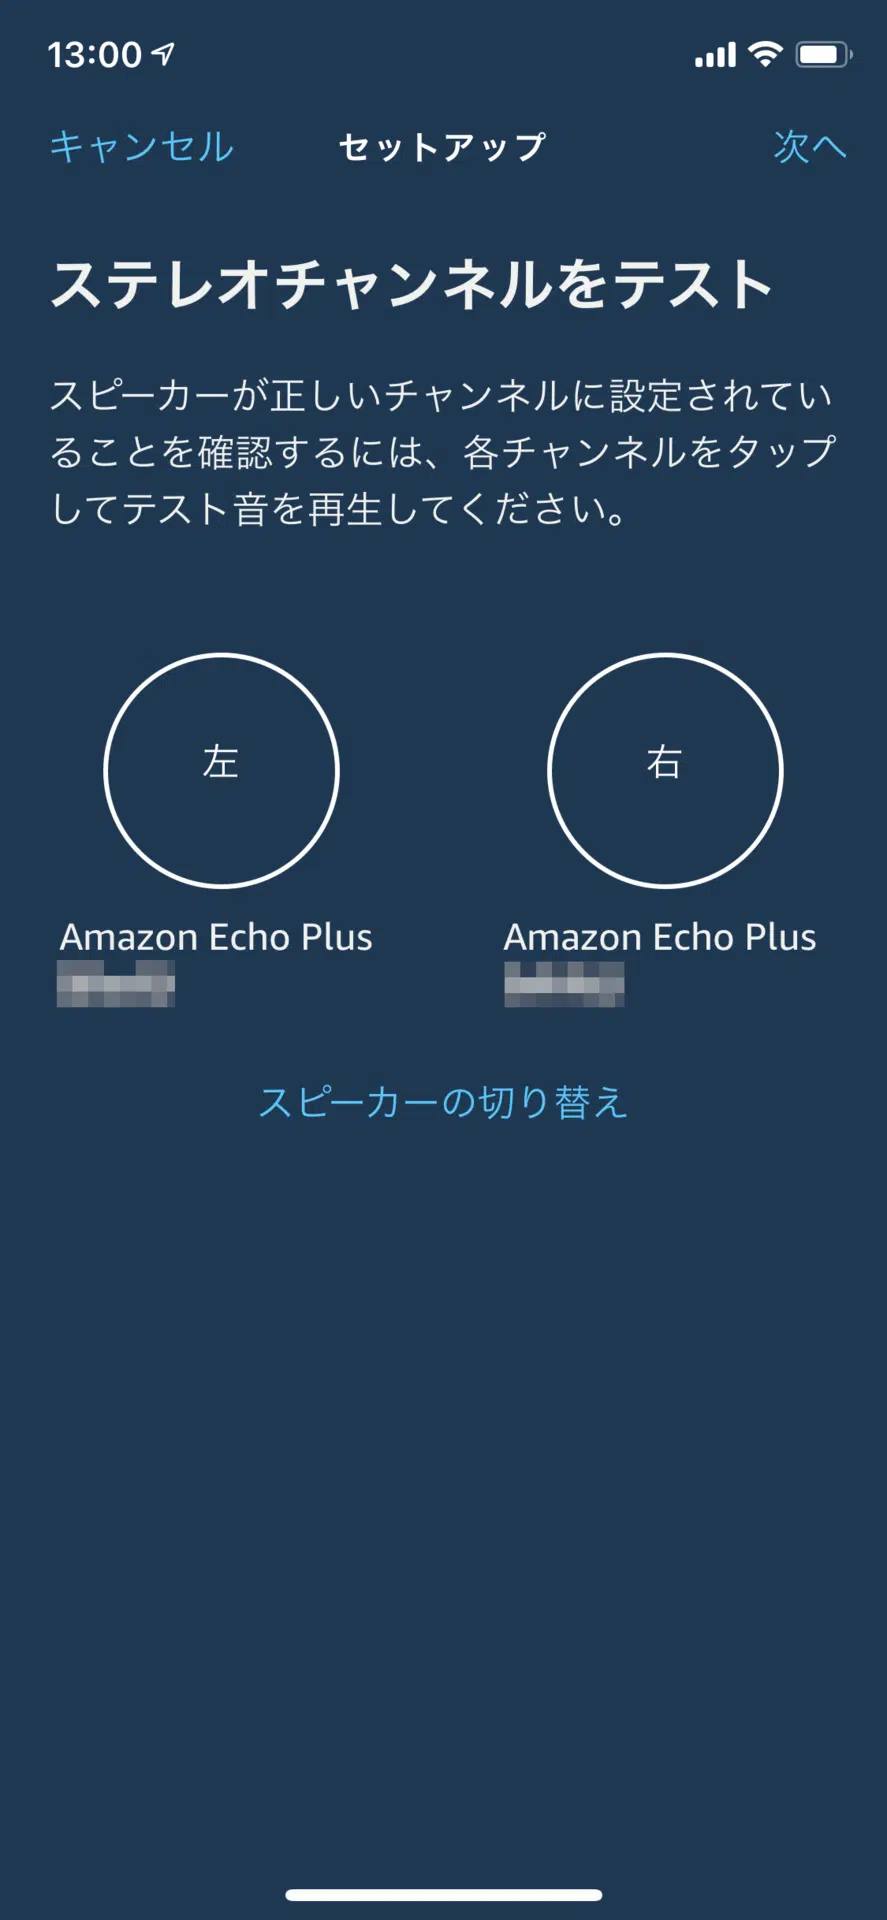 13:00
キャンセル セットアップ 次へ
ステレオチャンネルをテスト
スピーカーが正しいチャンネルに設定されてい
ることを確認するには、各チャンネルをタップ
してテスト音を再生してください。
左 右
Amazon Echo Plus Amazon Echo Plus
スピーカーの切り替え